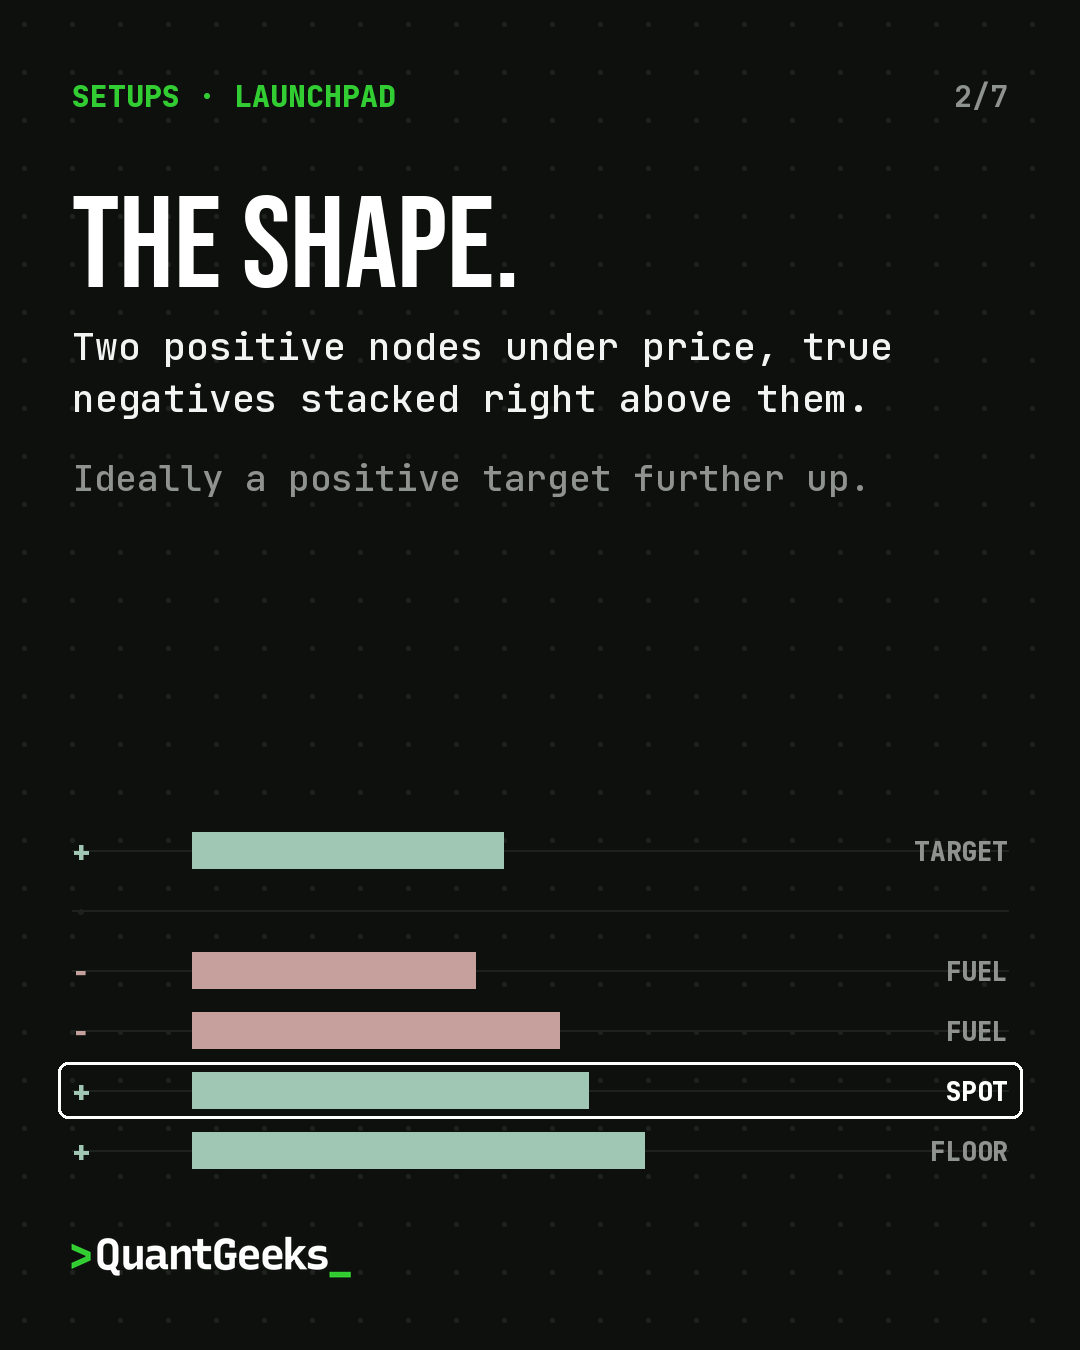 SETUPS · LAUNCHPAD 2/7
THE SHAPE.
Two positive nodes under price, true
negatives stacked right above them.
Ideally a positive target further up.
+ TARGET
·
- FUEL
- FUEL
+ SPOT
+ FLOOR
>QuantGeeks_